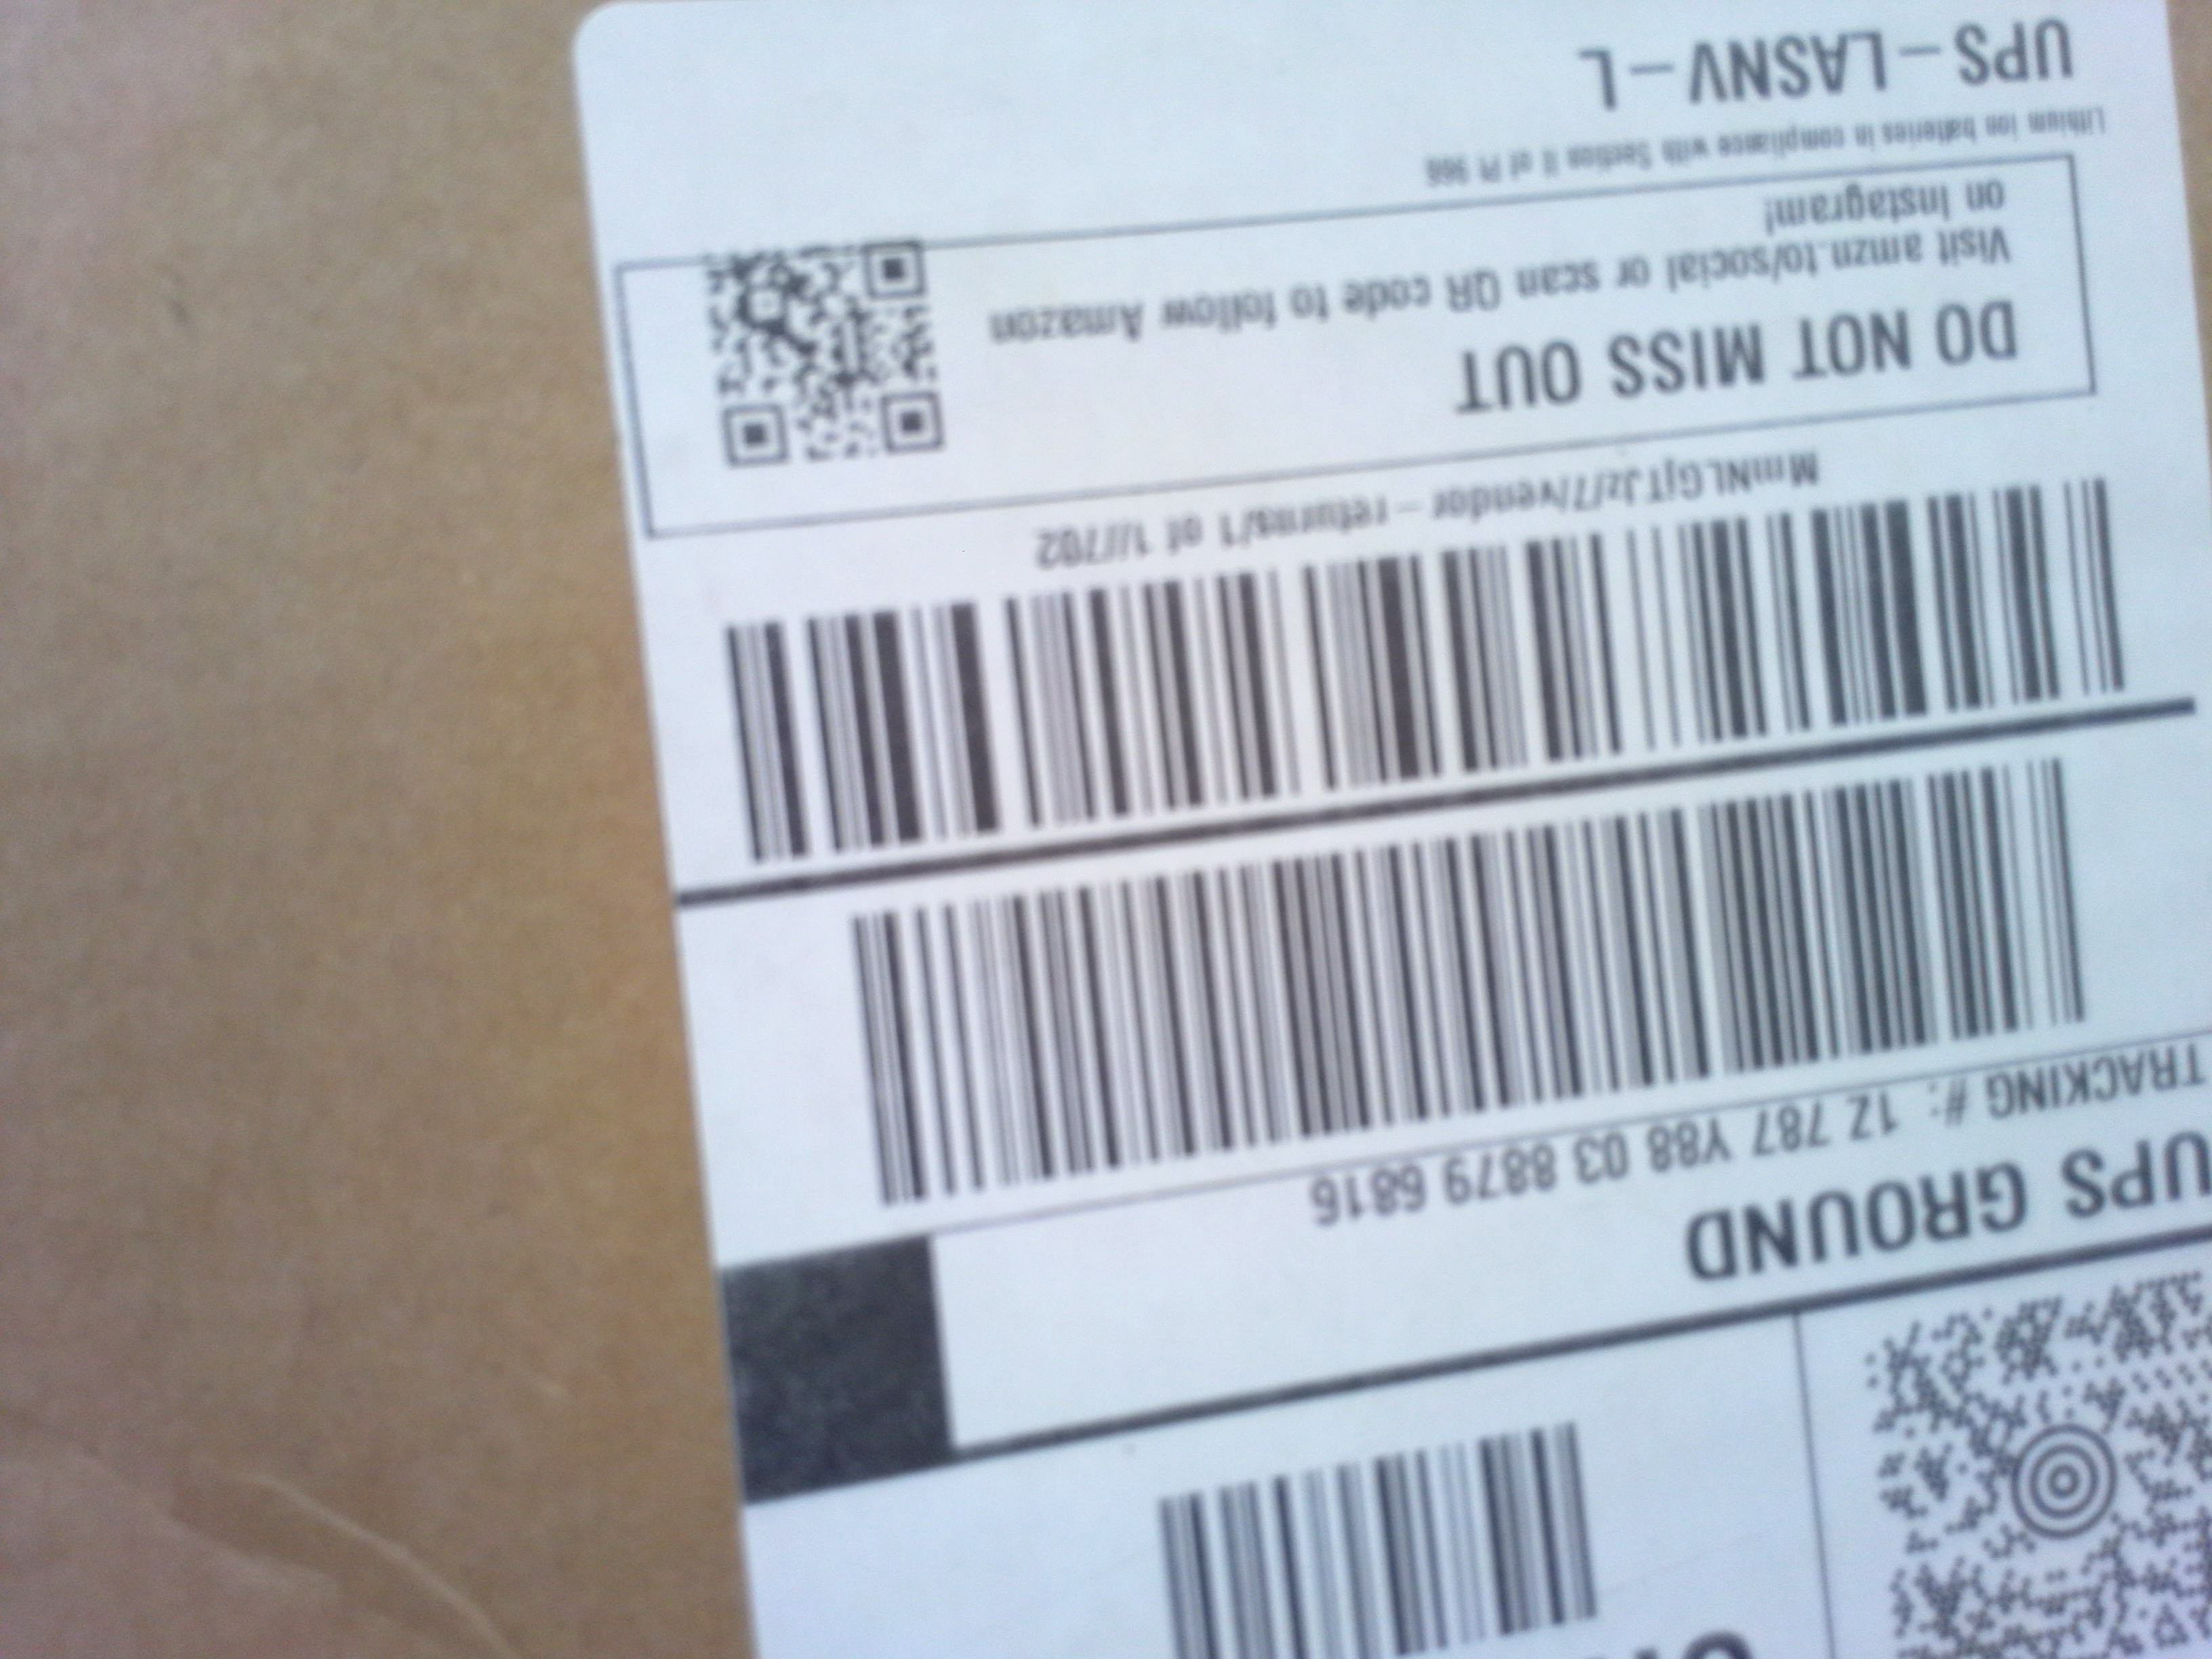 UPS GROUND
TRACKING #: 1Z 787 Y88 03 8879 6816
MmNLGjTJz/7/vendor-returns/1 of 1//702
DO NOT MISS OUT
Visit amzn.to/social or scan QR code to follow Amazon
on Instagram!
Lithium ion batteries in compliance with Section II of PI 966
UPS-LASNV-L